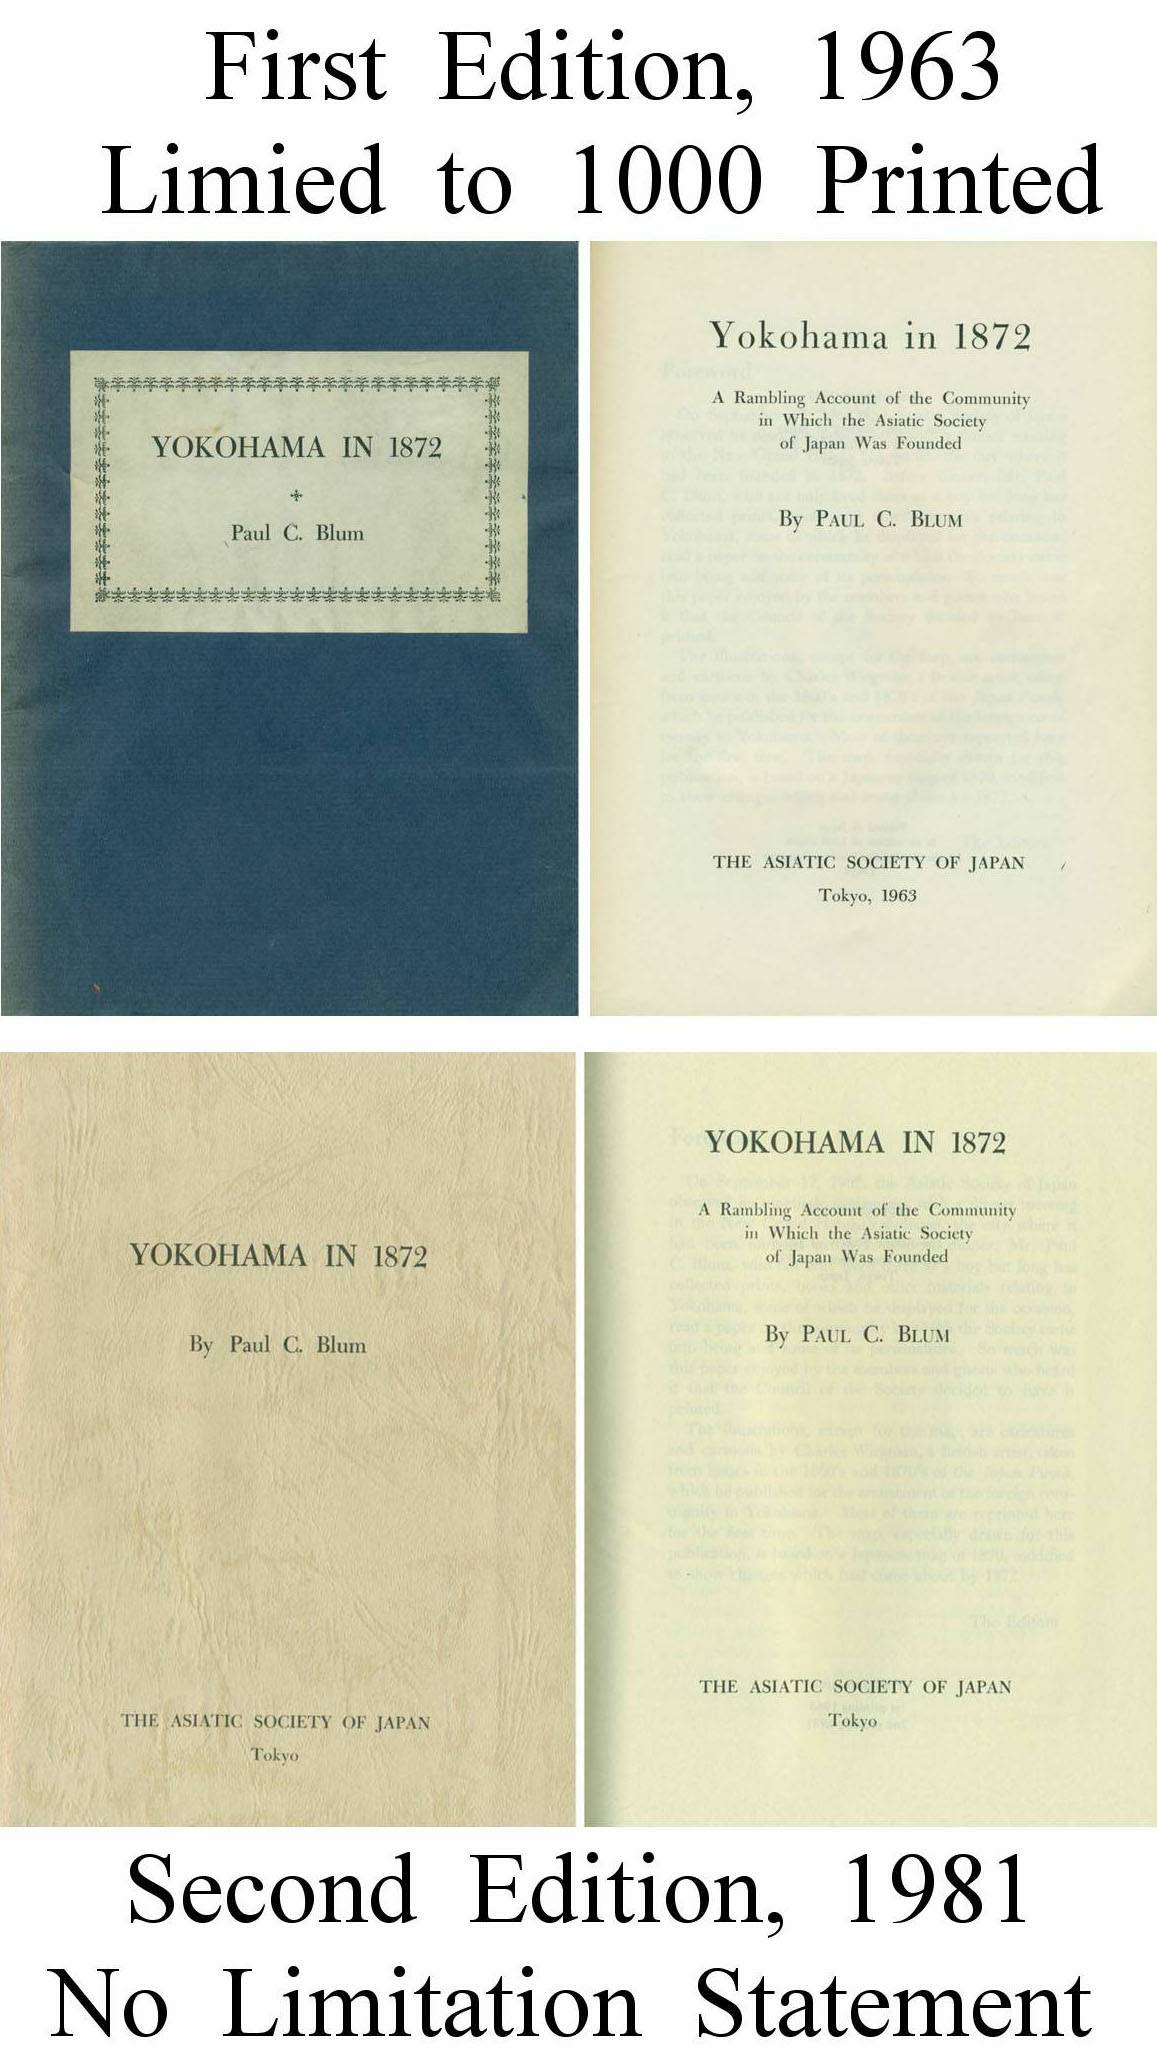 First Edition, 1963
Limied to 1000 Printed
YOKOHAMA IN 1872
Paul C. Blum
Yokohama in 1872
A Rambling Account of the Community
in Which the Asiatic Society
of Japan Was Founded
By PAUL C. BLUM
THE ASIATIC SOCIETY OF JAPAN
Tokyo, 1963
YOKOHAMA IN 1872
By Paul C. Blum
THE ASIATIC SOCIETY OF JAPAN
Tokyo
YOKOHAMA IN 1872
A Rambling Account of the Community
in Which the Asiatic Society
of Japan Was Founded
By PAUL C. BLUM
THE ASIATIC SOCIETY OF JAPAN
Tokyo
Second Edition, 1981
No Limitation Statement